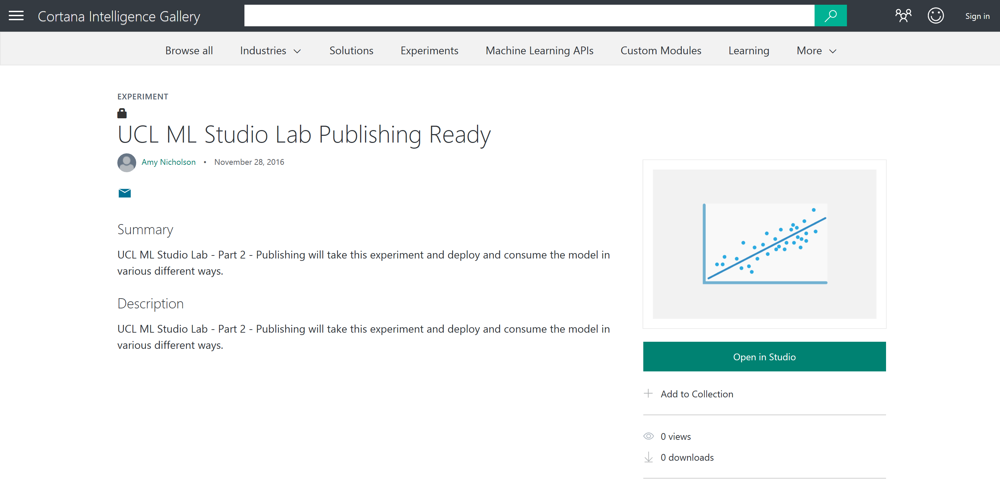 Cortana Intelligence Gallery
Sign in
Browse all Industries Solutions Experiments Machine Learning APIs Custom Modules Learning More
EXPERIMENT
UCL ML Studio Lab Publishing Ready
Amy Nicholson • November 28, 2016
Summary
UCL ML Studio Lab - Part 2 - Publishing will take this experiment and deploy and consume the model in
various different ways.
Description
UCL ML Studio Lab - Part 2 - Publishing will take this experiment and deploy and consume the model in
various different ways.
Open in Studio
Add to Collection
0 views
0 downloads